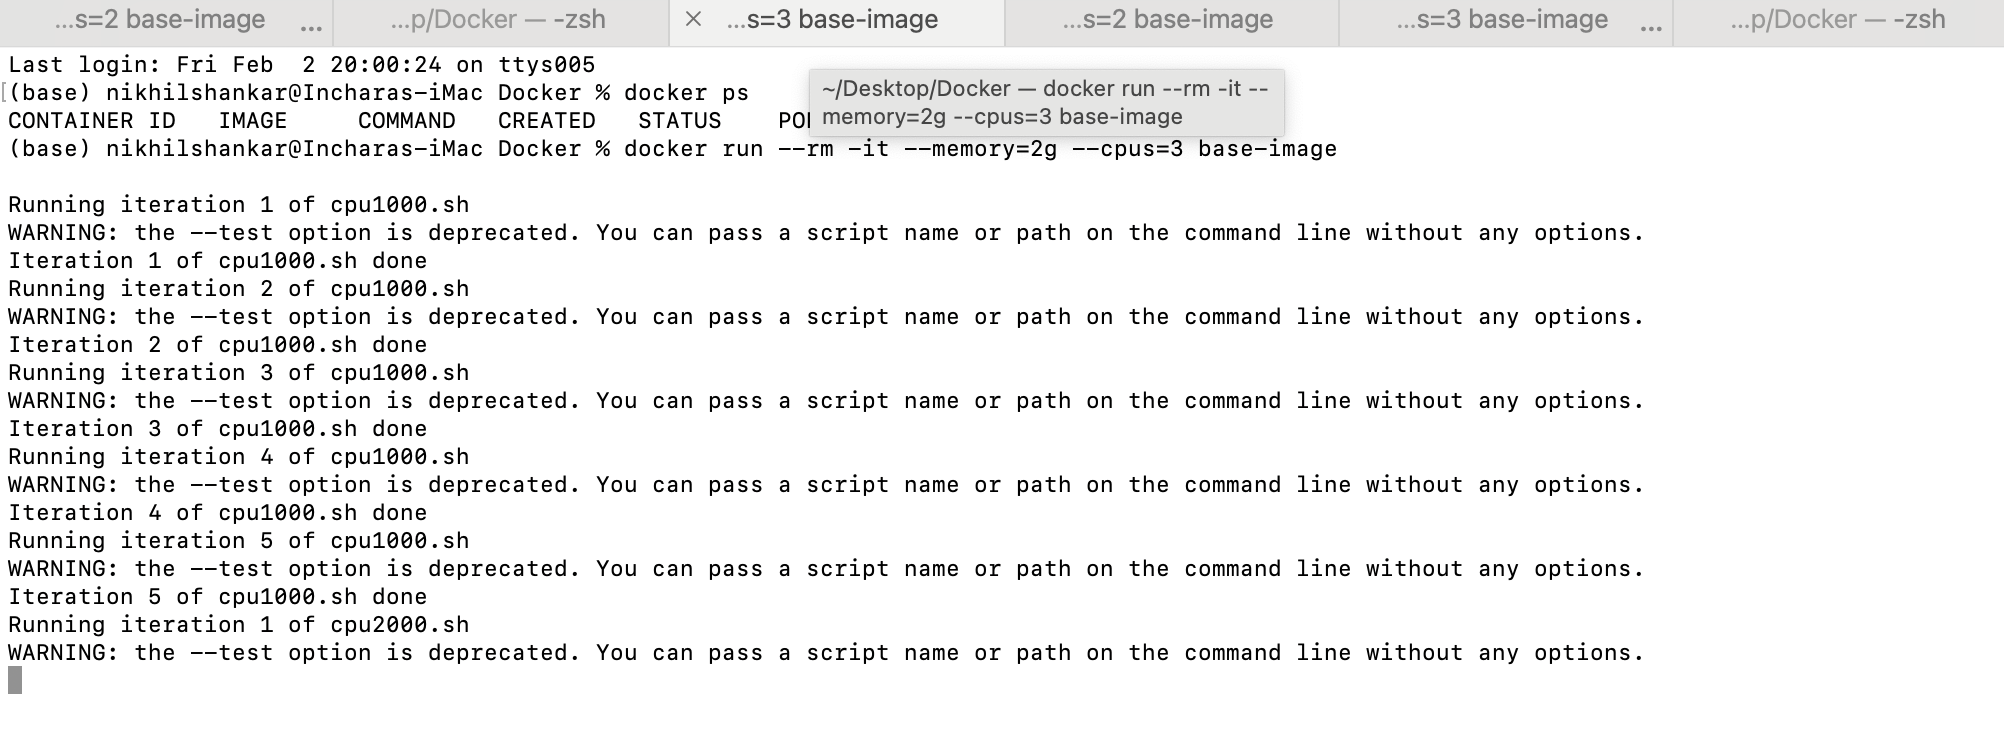 ...s=2 base-image ... ...p/Docker — -zsh × ...s=3 base-image ...s=2 base-image ...s=3 base-image ... ...p/Docker — -zsh
Last login: Fri Feb  2 20:00:24 on ttys005
[(base) nikhilshankar@Incharas-iMac Docker % docker ps
CONTAINER ID   IMAGE     COMMAND   CREATED   STATUS    PO
~/Desktop/Docker — docker run --rm -it --
memory=2g --cpus=3 base-image
(base) nikhilshankar@Incharas-iMac Docker % docker run --rm -it --memory=2g --cpus=3 base-image
Running iteration 1 of cpu1000.sh
WARNING: the --test option is deprecated. You can pass a script name or path on the command line without any options.
Iteration 1 of cpu1000.sh done
Running iteration 2 of cpu1000.sh
WARNING: the --test option is deprecated. You can pass a script name or path on the command line without any options.
Iteration 2 of cpu1000.sh done
Running iteration 3 of cpu1000.sh
WARNING: the --test option is deprecated. You can pass a script name or path on the command line without any options.
Iteration 3 of cpu1000.sh done
Running iteration 4 of cpu1000.sh
WARNING: the --test option is deprecated. You can pass a script name or path on the command line without any options.
Iteration 4 of cpu1000.sh done
Running iteration 5 of cpu1000.sh
WARNING: the --test option is deprecated. You can pass a script name or path on the command line without any options.
Iteration 5 of cpu1000.sh done
Running iteration 1 of cpu2000.sh
WARNING: the --test option is deprecated. You can pass a script name or path on the command line without any options.